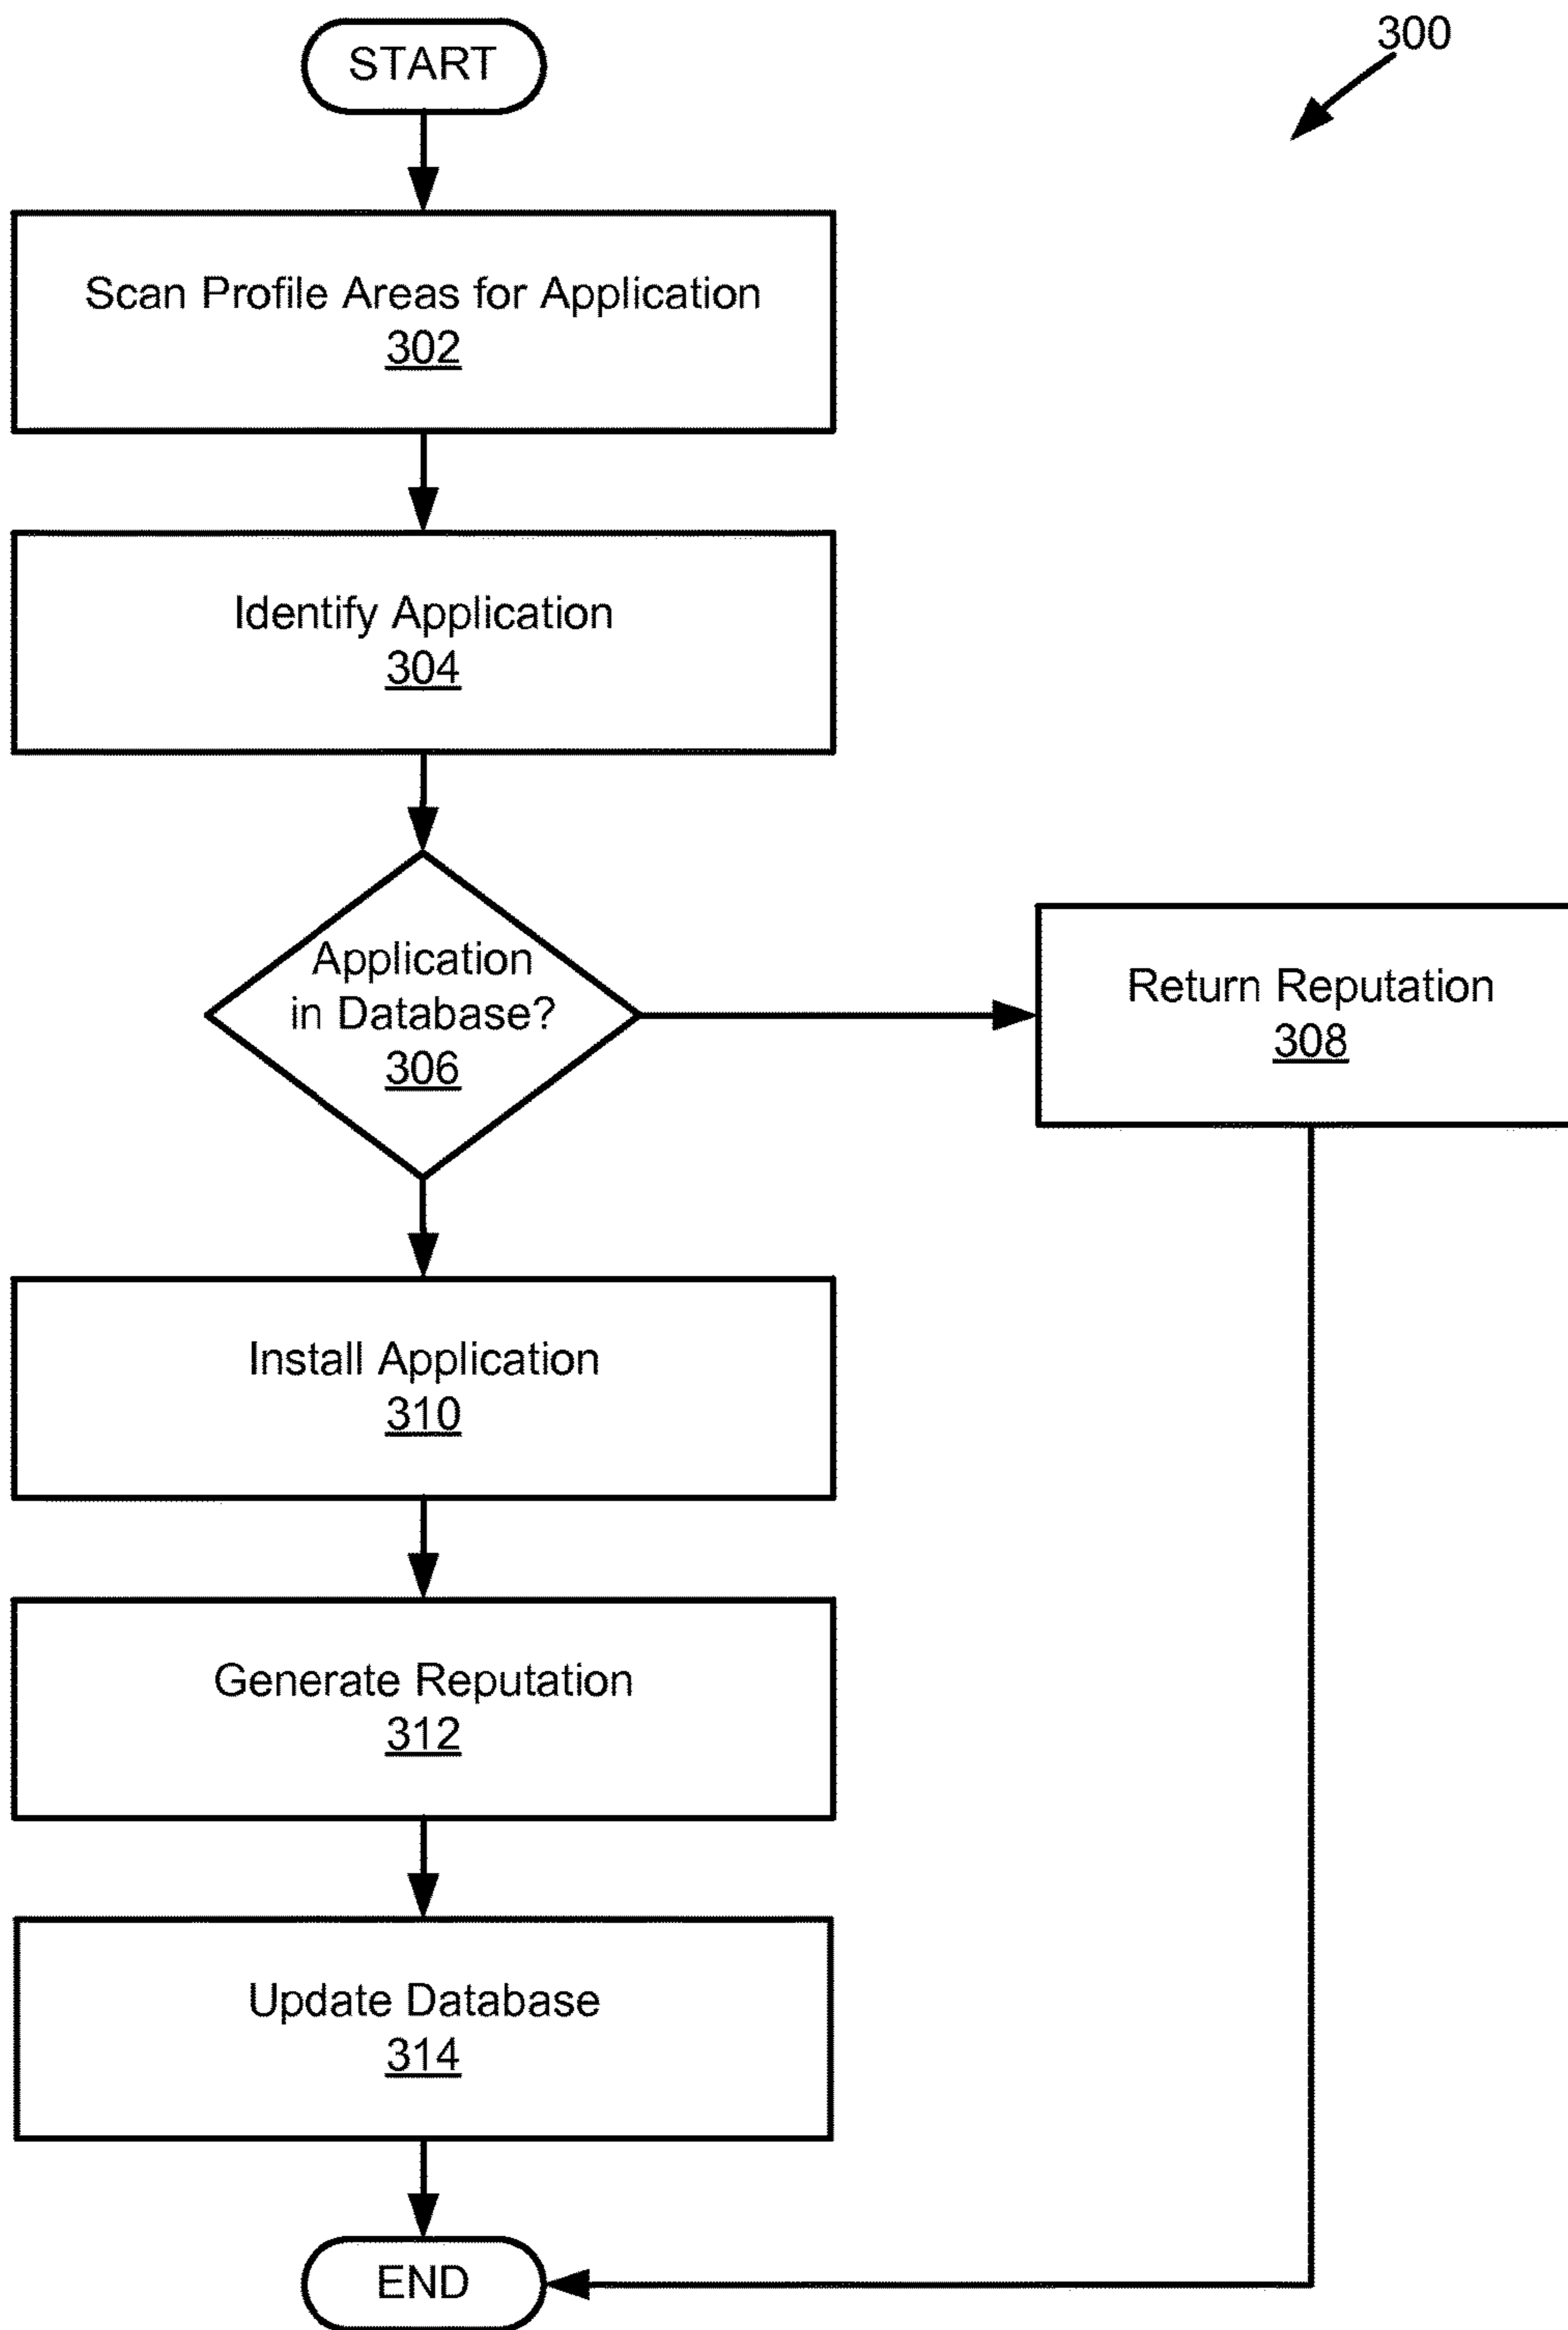 START
300
Scan Profile Areas for Application
302
Identify Application
304
Application
in Database?
306
Return Reputation
308
Install Application
310
Generate Reputation
312
Update Database
314
END